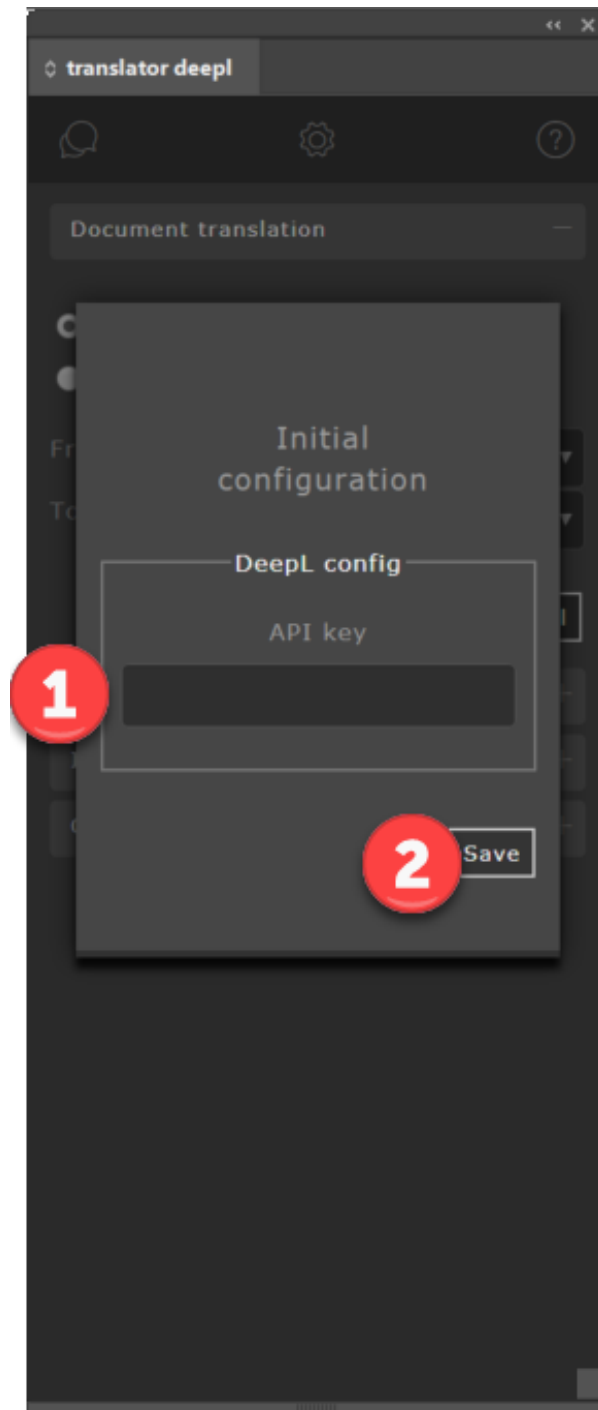 translator deepl
?
Document translation
Initial
configuration
DeepL config
API key
1
2
Save